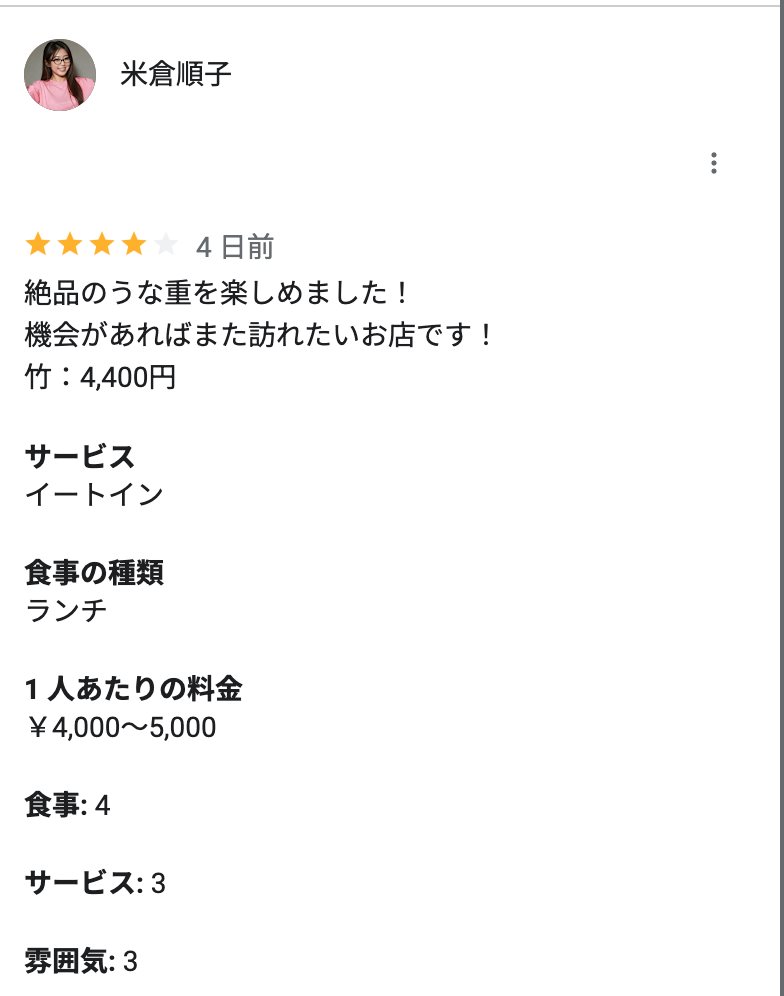 米倉順子
4 日前
絶品のうな重を楽しめました！
機会があればまた訪れたいお店です！
竹：4,400円
サービス
イートイン
食事の種類
ランチ
1 人あたりの料金
￥4,000～5,000
食事: 4
サービス: 3
雰囲気: 3